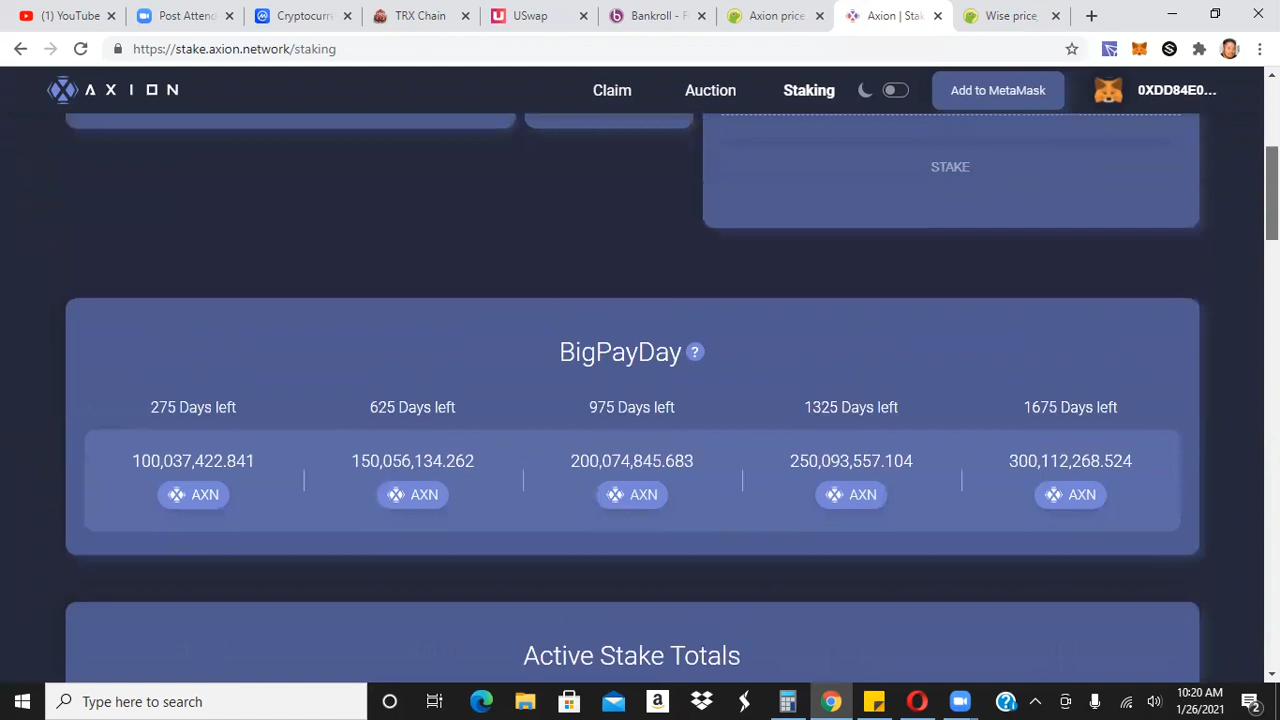 (1) YouTube
Post Attend
Cryptocurr
TRX Chain
USwap
Bankroll - F
Axion price
Axion | Stak
Wise price,
https://stake.axion.network/staking
AXION
Claim
Auction
Staking
Add to MetaMask
0XDD84E0...
STAKE
BigPayDay ?
275 Days left
625 Days left
975 Days left
1325 Days left
1675 Days left
100,037,422.841
150,056,134.262
200,074,845.683
250,093,557.104
300,112,268.524
AXN
AXN
AXN
AXN
AXN
Active Stake Totals
Type here to search
10:20 AM
1/26/2021
2